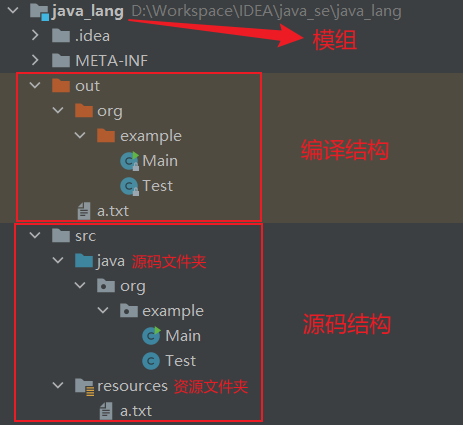 java_lang D:\Workspace\IDEA\java_se\java_lang
.idea
模组
META-INF
out
org
example
编译结构
Main
Test
a.txt
src
java 源码文件夹
org
example
源码结构
Main
Test
resources 资源文件夹
a.txt